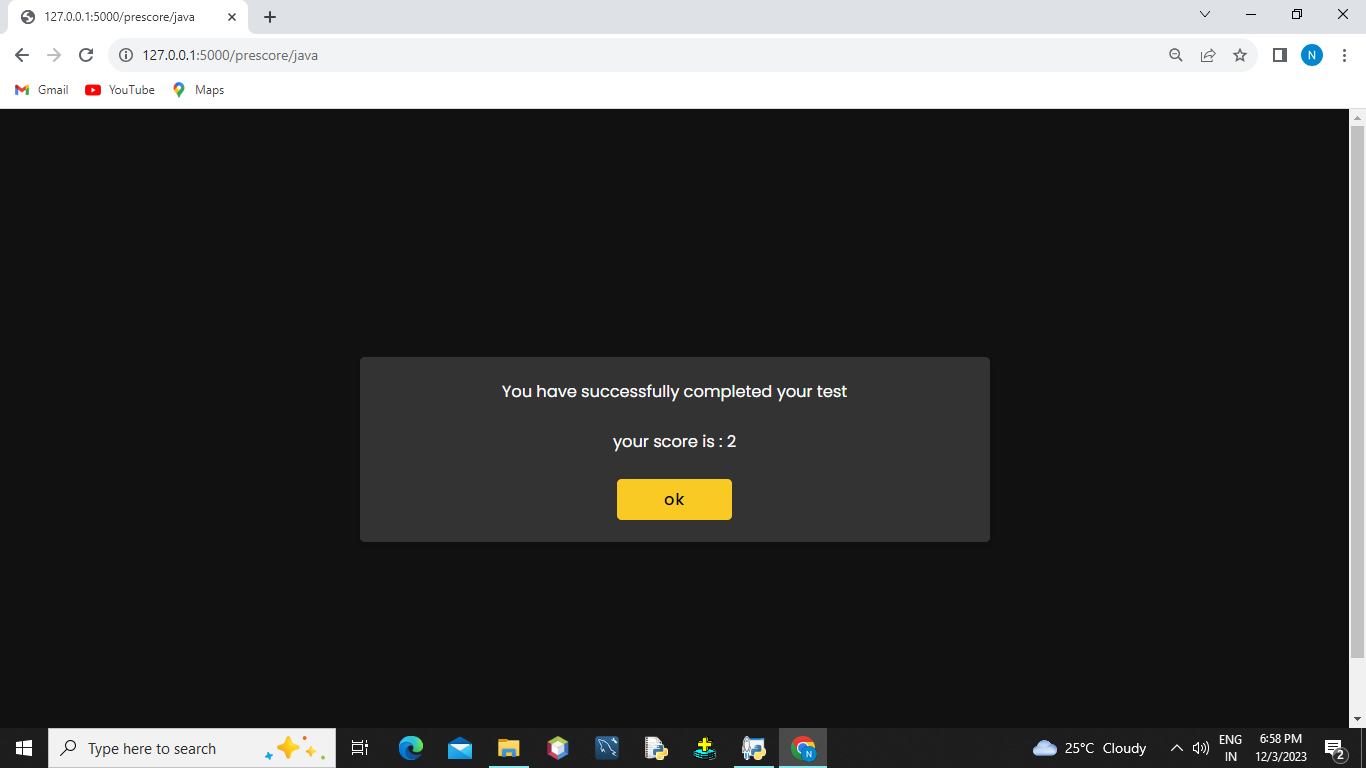 127.0.0.1:5000/prescore/java
127.0.0.1:5000/prescore/java
N
Gmail
YouTube
Maps
You have successfully completed your test
your score is : 2
ok
Type here to search
N
25°C Cloudy
ENG
IN
6:58 PM
12/3/2023
2